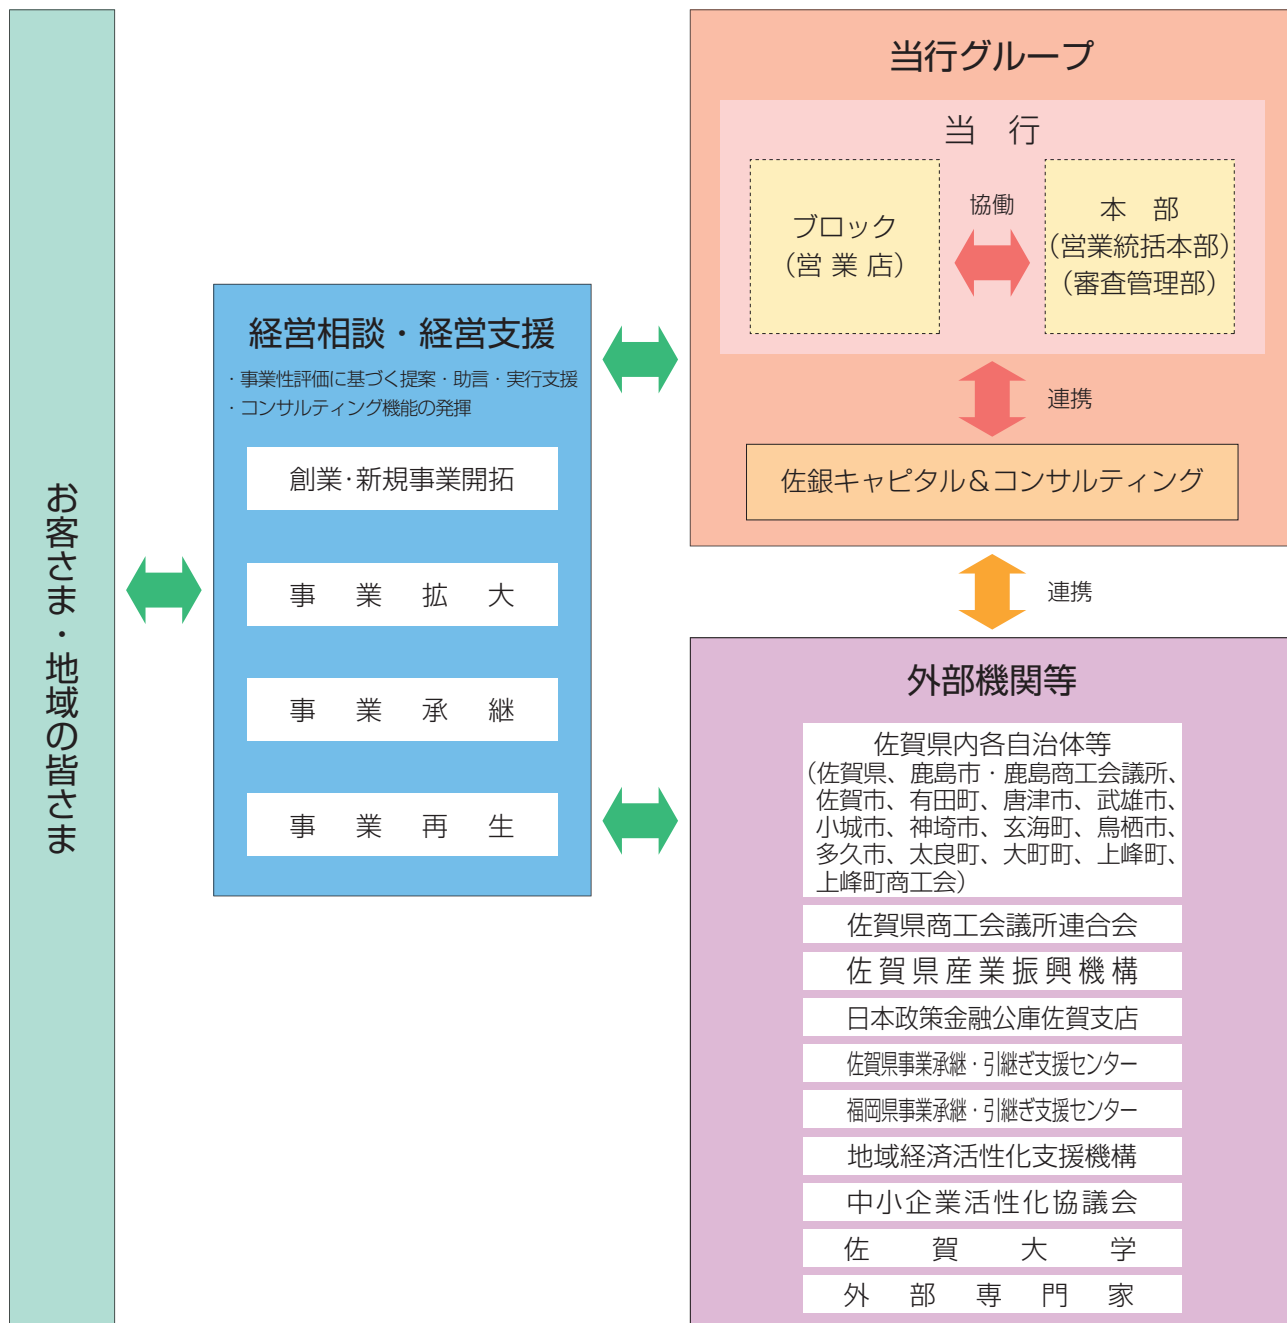 お客さま・地域の皆さま
経営相談・経営支援
・事業性評価に基づく提案・助言・実行支援
・コンサルティング機能の発揮
創業・新規事業開拓
事業拡大
事業承継
事業再生
当行グループ
当行
ブロック
（営業店）
協働
本部
（営業統括本部）
（審査管理部）
連携
佐銀キャピタル＆コンサルティング
連携
外部機関等
佐賀県内各自治体等
（佐賀県、鹿島市・鹿島商工会議所、
佐賀市、有田町、唐津市、武雄市、
小城市、神埼市、玄海町、鳥栖市、
多久市、太良町、大町町、上峰町、
上峰町商工会）
佐賀県商工会議所連合会
佐賀県産業振興機構
日本政策金融公庫佐賀支店
佐賀県事業承継・引継ぎ支援センター
福岡県事業承継・引継ぎ支援センター
地域経済活性化支援機構
中小企業活性化協議会
佐賀大学
外部専門家